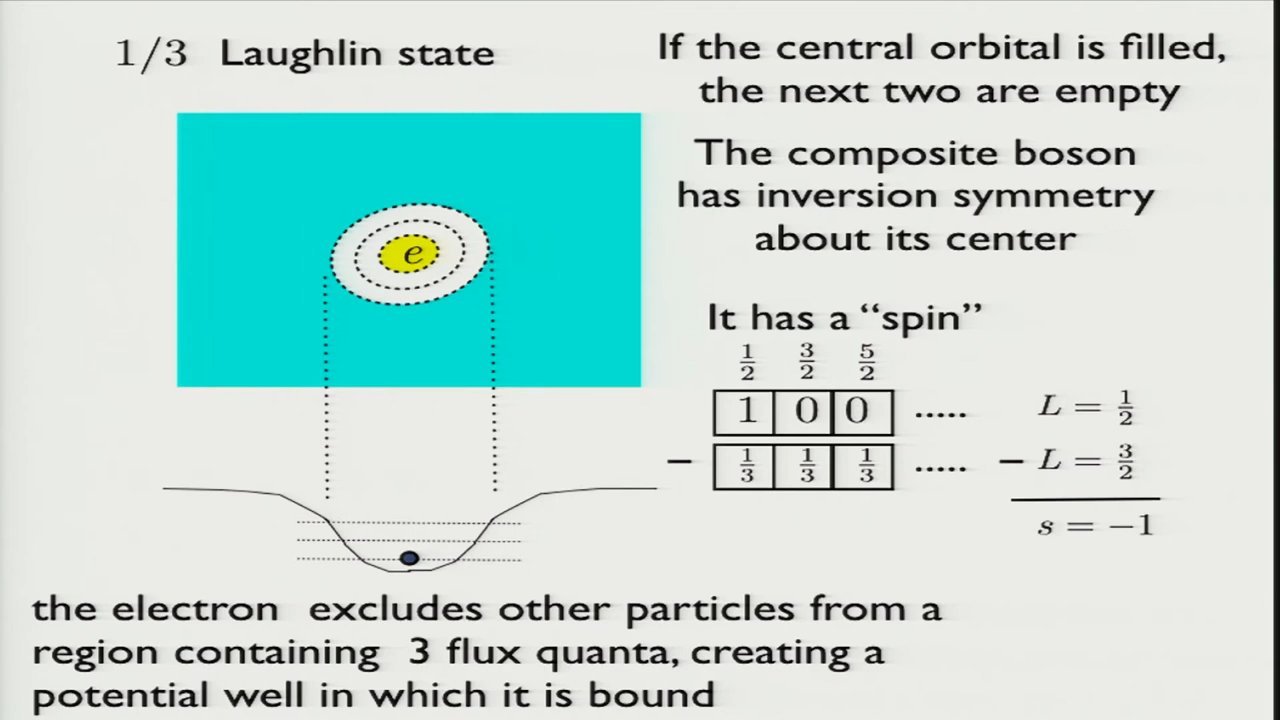 1/3 Laughlin state
If the central orbital is filled,
the next two are empty
The composite boson
has inversion symmetry
about its center
e
It has a “spin”
1/2 3/2 5/2
1 0 0 ..... L = 1/2
− 1/3 1/3 1/3 ..... − L = 3/2
s = −1
the electron excludes other particles from a
region containing 3 flux quanta, creating a
potential well in which it is bound